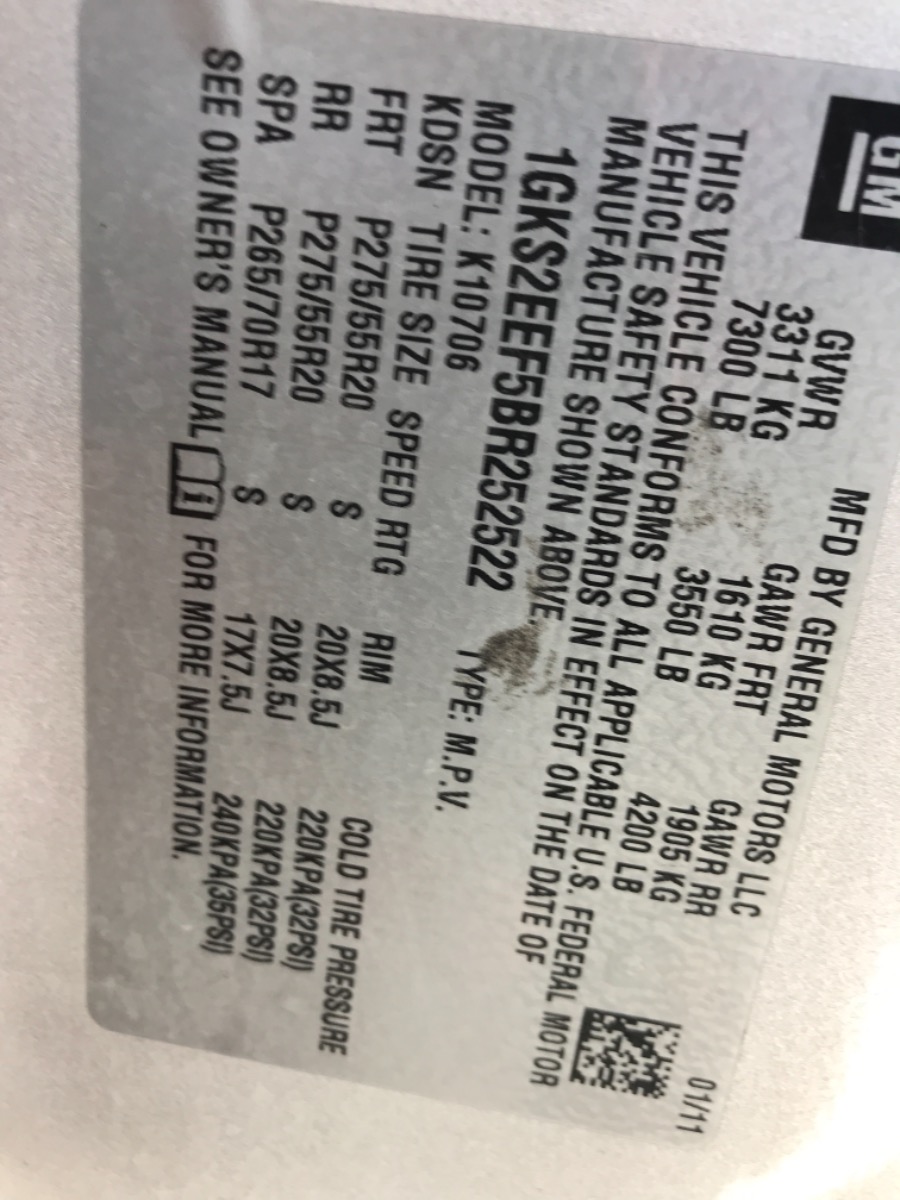 GM
MFD BY GENERAL MOTORS LLC 01/11
GVWR GAWR FRT GAWR RR
3311 KG 1610 KG 1905 KG
7300 LB 3550 LB 4200 LB
THIS VEHICLE CONFORMS TO ALL APPLICABLE U.S. FEDERAL MOTOR
VEHICLE SAFETY STANDARDS IN EFFECT ON THE DATE OF
MANUFACTURE SHOWN ABOVE
1GKS2EEF5BR252522 TYPE: M.P.V.
MODEL: K10706
KDSN TIRE SIZE SPEED RTG RIM COLD TIRE PRESSURE
FRT P275/55R20 S 20X8.5J 220KPA(32PSI)
RR P275/55R20 S 20X8.5J 220KPA(32PSI)
SPA P265/70R17 S 17X7.5J 240KPA(35PSI)
SEE OWNER'S MANUAL i FOR MORE INFORMATION.